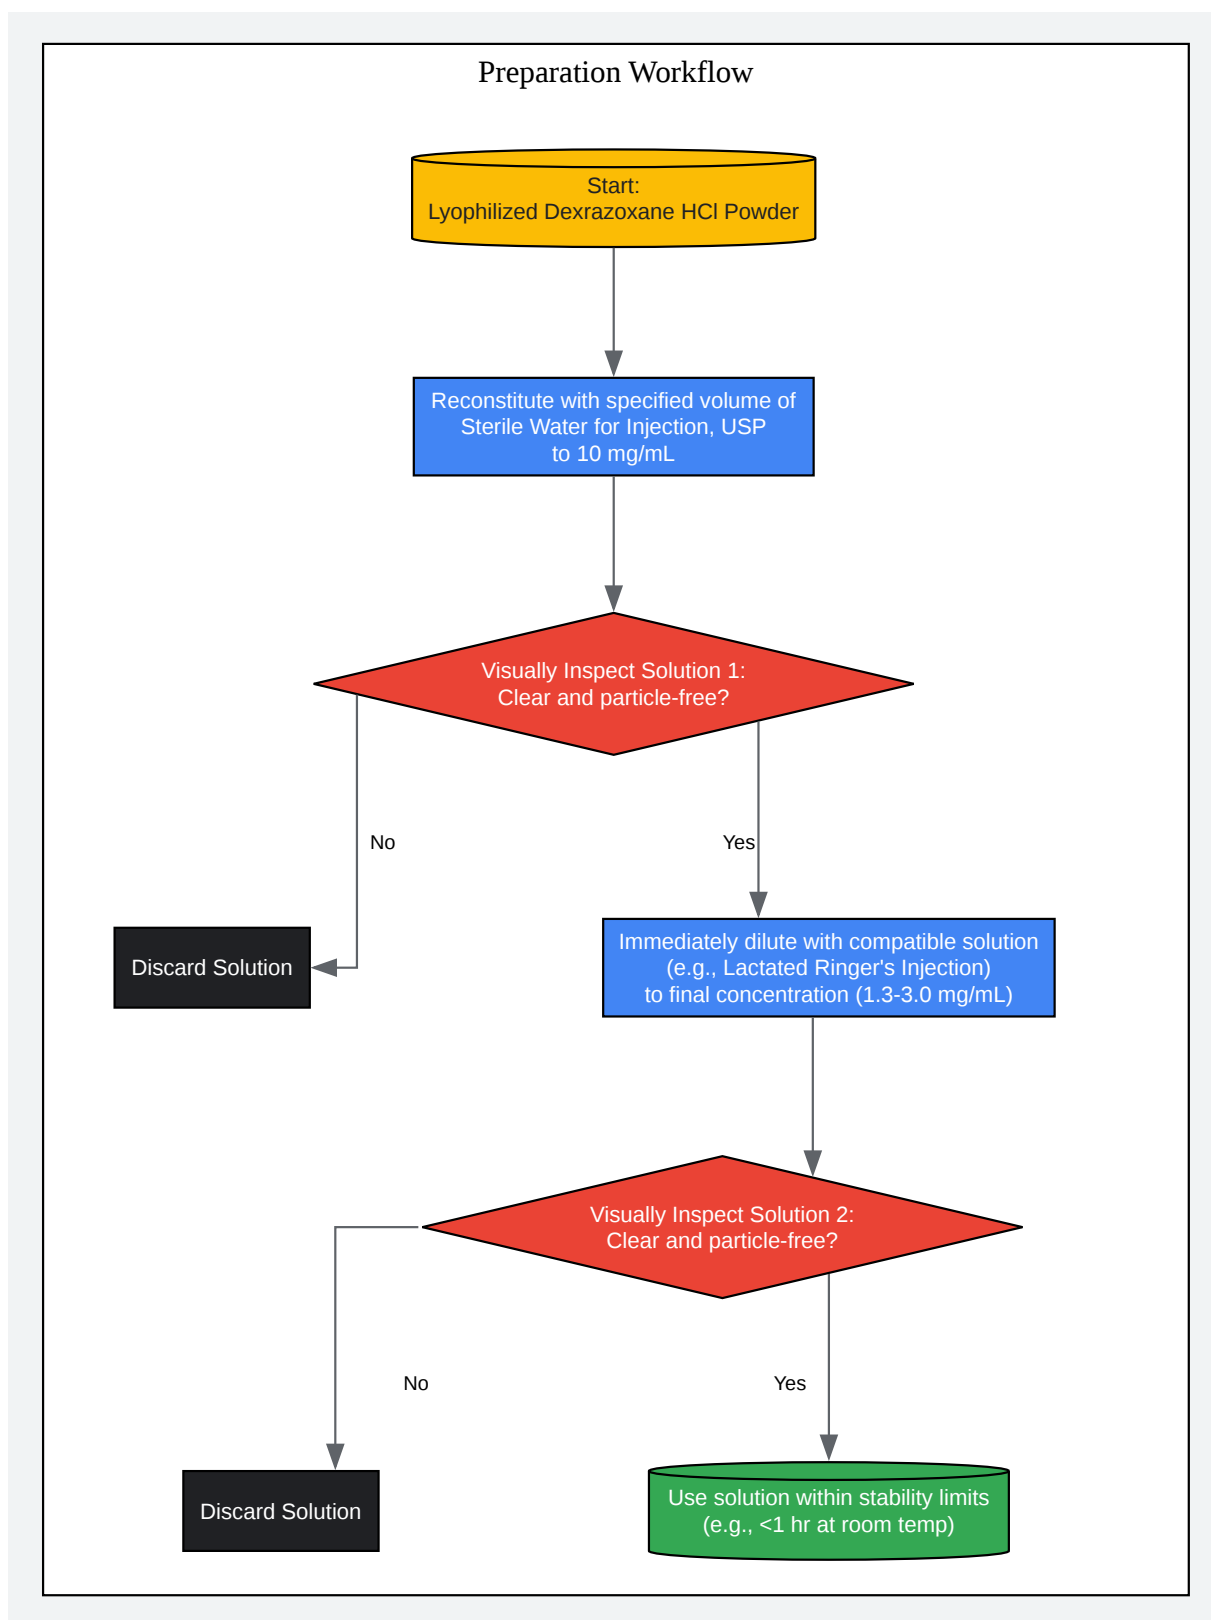 Preparation Workflow
Start:
Lyophilized Dexrazoxane HCl Powder
Reconstitute with specified volume of
Sterile Water for Injection, USP
to 10 mg/mL
Visually Inspect Solution 1:
Clear and particle-free?
No
Yes
Discard Solution
Immediately dilute with compatible solution
(e.g., Lactated Ringer's Injection)
to final concentration (1.3-3.0 mg/mL)
Visually Inspect Solution 2:
Clear and particle-free?
No
Yes
Discard Solution
Use solution within stability limits
(e.g., <1 hr at room temp)